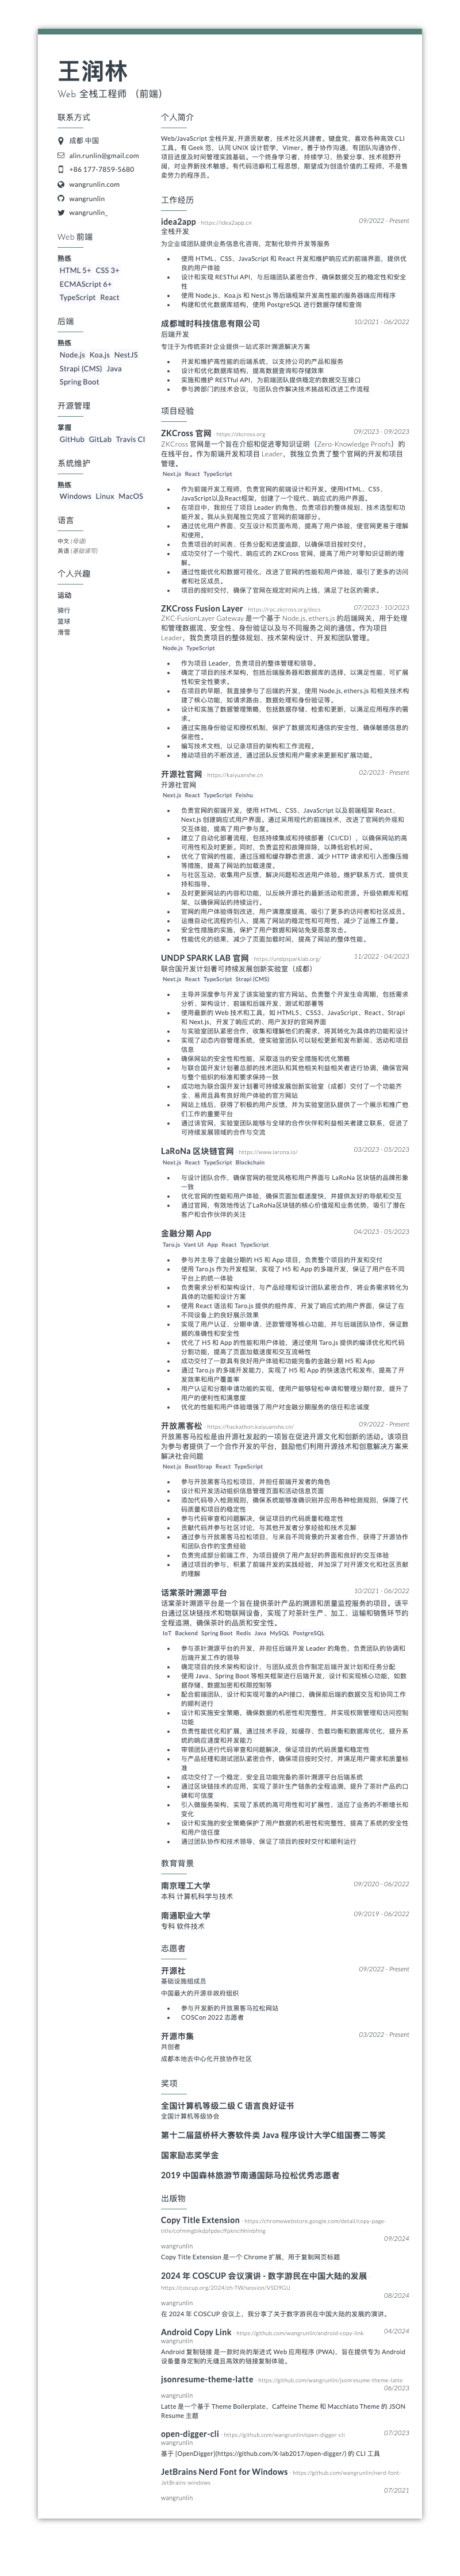 王润林
Web 全栈工程师 （前端）
联系方式
成都 中国
alin.runlin@gmail.com
+86 177-7859-5680
wangrunlin.com
wangrunlin
wangrunlin_
Web 前端
熟练
HTML 5+ CSS 3+
ECMAScript 6+
TypeScript React
后端
熟练
Node.js Koa.js NestJS
Strapi (CMS) Java
Spring Boot
开源管理
掌握
GitHub GitLab Travis CI
系统维护
熟练
Windows Linux MacOS
语言
中文 (母语)
英语 (基础读写)
个人兴趣
运动
骑行
篮球
滑雪
个人简介
Web/JavaScript 全栈开发, 开源贡献者、技术社区共建者。键盘党、喜欢各种高效 CLI
工具。有 Geek 范、认同 UNIX 设计哲学、Vimer。善于协作沟通，有团队沟通协作、
项目进度及时间管理实践基础。一个终身学习者，持续学习，热爱分享，技术视野开
阔，对业界新技术敏感。有代码洁癖和工程思想，期望成为创造价值的工程师，不是售
卖劳力的程序员。
工作经历
idea2app · https://idea2app.cn 09/2022 - Present
全栈开发
为企业或团队提供业务信息化咨询，定制化软件开发等服务
使用 HTML、CSS、JavaScript 和 React 开发和维护响应式的前端界面，提供优
良的用户体验
设计和实现 RESTful API，与后端团队紧密合作，确保数据交互的稳定性和安全
性
使用 Node.js、Koa.js 和 Nest.js 等后端框架开发高性能的服务器端应用程序
构建和优化数据库结构，使用 PostgreSQL 进行数据存储和查询
成都域时科技信息有限公司 10/2021 - 06/2022
后端开发
专注于为传统茶叶企业提供一站式茶叶溯源解决方案
开发和维护高性能的后端系统，以支持公司的产品和服务
设计和优化数据库结构，提高数据查询和存储效率
实施和维护 RESTful API，为前端团队提供稳定的数据交互接口
参与跨部门的技术会议，与团队合作解决技术挑战和改进工作流程
项目经验
ZKCross 官网 · https://zkcross.org 09/2023 - 09/2023
ZKCross 官网是一个旨在介绍和促进零知识证明（Zero-Knowledge Proofs）的
在线平台。作为前端开发和项目 Leader，我独立负责了整个官网的开发和项目
管理。
Next.js React TypeScript
作为前端开发工程师，负责官网的前端设计和开发。使用HTML、CSS、
JavaScript以及React框架，创建了一个现代、响应式的用户界面。
在项目中，我担任了项目 Leader 的角色，负责项目的整体规划、技术选型和功
能开发。我从头到尾独立完成了官网的前端部分。
通过优化用户界面、交互设计和页面布局，提高了用户体验，使官网更易于理解
和使用。
负责项目的时间表、任务分配和进度追踪，以确保项目按时交付。
成功交付了一个现代、响应式的 ZKCross 官网，提高了用户对零知识证明的理
解。
通过性能优化和数据可视化，改进了官网的性能和用户体验，吸引了更多的访问
者和社区成员。
项目的按时交付，确保了官网在规定时间内上线，满足了社区的需求。
ZKCross Fusion Layer · https://rpc.zkcross.org/docs 07/2023 - 10/2023
ZKC-FusionLayer Gateway 是一个基于 Node.js, ethers.js 的后端网关，用于处理
和管理数据流、安全性、身份验证以及与不同服务之间的通信。作为项目
Leader，我负责项目的整体规划、技术架构设计、开发和团队管理。
Node.js TypeScript
作为项目 Leader，负责项目的整体管理和领导。
确定了项目的技术架构，包括后端服务器和数据库的选择，以满足性能、可扩展
性和安全性要求。
在项目的早期，我直接参与了后端的开发，使用 Node.js, ethers.js 和相关技术构
建了核心功能，如请求路由、数据处理和身份验证等。
设计和实施了数据管理策略，包括数据存储、检索和更新，以满足应用程序的需
求。
通过实施身份验证和授权机制，保护了数据流和通信的安全性，确保敏感信息的
保密性。
编写技术文档，以记录项目的架构和工作流程。
推动项目的不断改进，通过团队反馈和用户需求来更新和扩展功能。
开源社官网 · https://kaiyuanshe.cn 02/2023 - Present
开源社官网
Next.js React TypeScript Feishu
负责官网的前端开发，使用 HTML、CSS、JavaScript 以及前端框架 React、
Next.js 创建响应式用户界面。通过采用现代的前端技术，改进了官网的外观和
交互体验，提高了用户参与度。
建立了自动化部署流程，包括持续集成和持续部署（CI/CD），以确保网站的高
可用性和及时更新。同时，负责监控和故障排除，以降低宕机时间。
优化了官网的性能，通过压缩和缓存静态资源、减少 HTTP 请求和引入图像压缩
等措施，提高了网站的加载速度。
与社区互动，收集用户反馈、解决问题和改进用户体验。维护联系方式，提供支
持和指导。
及时更新网站的内容和功能，以反映开源社的最新活动和资源。升级依赖库和框
架，以确保网站的持续运行。
官网的用户体验得到改进，用户满意度提高，吸引了更多的访问者和社区成员。
运维自动化流程的引入，提高了网站的稳定性和可用性，减少了运维工作量。
安全性措施的实施，保护了用户数据和网站免受恶意攻击。
性能优化的结果，减少了页面加载时间，提高了网站的整体性能。
UNDP SPARK LAB 官网 · https://undpsparklab.org/ 11/2022 - 04/2023
联合国开发计划署可持续发展创新实验室（成都）
Next.js React TypeScript Strapi (CMS)
主导并深度参与开发了该实验室的官方网站。负责整个开发生命周期，包括需求
分析、架构设计、前端和后端开发、测试和部署等
使用最新的 Web 技术和工具，如 HTML5、CSS3、JavaScript、React、Strapi
和 Next.js，开发了响应式的、用户友好的官网界面
与实验室团队紧密合作，收集和理解他们的需求，将其转化为具体的功能和设计
实现了动态内容管理系统，使实验室团队可以轻松更新和发布新闻、活动和项目
信息
确保网站的安全性和性能，采取适当的安全措施和优化策略
与联合国开发计划署总部的技术团队和其他相关利益相关者进行协调，确保官网
与整个组织的标准和要求保持一致
成功地为联合国开发计划署可持续发展创新实验室（成都）交付了一个功能齐
全、易用且具有良好用户体验的官方网站
网站上线后，获得了积极的用户反馈，并为实验室团队提供了一个展示和推广他
们工作的重要平台
通过该官网，实验室团队能够与全球的合作伙伴和利益相关者建立联系，促进了
可持续发展领域的合作与交流
LaRoNa 区块链官网 · https://www.larona.io/ 03/2023 - 05/2023
Next.js React TypeScript Blockchain
与设计团队合作，确保官网的视觉风格和用户界面与 LaRoNa 区块链的品牌形象
一致
优化官网的性能和用户体验，确保页面加载速度快，并提供友好的导航和交互
通过官网，有效地传达了LaRoNa区块链的核心价值观和业务优势，吸引了潜在
客户和合作伙伴的关注
金融分期 App 04/2023 - 05/2023
Taro.js Vant UI App React TypeScript
参与并主导了金融分期的 H5 和 App 项目，负责整个项目的开发和交付
使用 Taro.js 作为开发框架，实现了 H5 和 App 的多端开发，保证了用户在不同
平台上的统一体验
负责需求分析和架构设计，与产品经理和设计团队紧密合作，将业务需求转化为
具体的功能和设计方案
使用 React 语法和 Taro.js 提供的组件库，开发了响应式的用户界面，保证了在
不同设备上的良好展示效果
实现了用户认证、分期申请、还款管理等核心功能，并与后端团队协作，保证数
据的准确性和安全性
优化了 H5 和 App 的性能和用户体验，通过使用 Taro.js 提供的编译优化和代码
分割功能，提高了页面加载速度和交互流畅性
成功交付了一款具有良好用户体验和功能完备的金融分期 H5 和 App
通过 Taro.js 的多端开发能力，实现了 H5 和 App 的快速迭代和发布，提高了开
发效率和用户覆盖率
用户认证和分期申请功能的实现，使用户能够轻松申请和管理分期付款，提升了
用户的便利性和满意度
优化的性能和用户体验增强了用户对金融分期服务的信任和忠诚度
开放黑客松 · https://hackathon.kaiyuanshe.cn/ 09/2022 - Present
开放黑客马拉松是由开源社发起的一项旨在促进开源文化和创新的活动。该项目
为参与者提供了一个合作开发的平台，鼓励他们利用开源技术和创意解决方案来
解决社会问题
Next.js BootStrap React TypeScript
参与开放黑客马拉松项目，并担任前端开发者的角色
设计和开发活动组织信息管理页面和活动信息页面
添加代码导入检测规则，确保系统能够准确识别并应用各种检测规则，保障了代
码质量和项目的稳定性
参与代码审查和问题解决，保证项目的代码质量和稳定性
贡献代码并参与社区讨论，与其他开发者分享经验和技术见解
通过参与开放黑客马拉松项目，与来自不同背景的开发者合作，获得了开源协作
和团队合作的宝贵经验
负责完成部分前端工作，为项目提供了用户友好的界面和良好的交互体验
通过项目的参与，积累了前端开发的实践经验，并加深了对开源文化和社区贡献
的理解
话棠茶叶溯源平台 10/2021 - 06/2022
话棠茶叶溯源平台是一个旨在提供茶叶产品的溯源和质量监控服务的项目。该平
台通过区块链技术和物联网设备，实现了对茶叶生产、加工、运输和销售环节的
全程追溯，确保茶叶的品质和安全性。
IoT Backend Spring Boot Redis Java MySQL PostgreSQL
参与茶叶溯源平台的开发，并担任后端开发 Leader 的角色，负责团队的协调和
后端开发工作的领导
确定项目的技术架构和设计，与团队成员合作制定后端开发计划和任务分配
使用 Java、Spring Boot 等相关框架进行后端开发，设计和实现核心功能，如数
据存储、数据加密和权限控制等
配合前端团队，设计和实现可靠的API接口，确保前后端的数据交互和协同工作
的顺利进行
设计和实施安全策略，确保数据的机密性和完整性，并实现权限管理和访问控制
功能
负责性能优化和扩展，通过技术手段，如缓存、负载均衡和数据库优化，提升系
统的响应速度和并发能力
带领团队进行代码审查和问题解决，保证项目的代码质量和稳定性
与产品经理和测试团队紧密合作，确保项目按时交付，并满足用户需求和质量标
准
成功交付了一个稳定、安全且功能完备的茶叶溯源平台后端系统
通过区块链技术的应用，实现了茶叶生产链条的全程追溯，提升了茶叶产品的口
碑和可信度
引入微服务架构，实现了系统的高可用性和可扩展性，适应了业务的不断增长和
变化
设计和实施的安全策略保护了用户数据的机密性和完整性，提高了系统的安全性
和用户信任度
通过团队协作和技术领导，保证了项目的按时交付和顺利运行
教育背景
南京理工大学 09/2020 - 06/2022
本科 计算机科学与技术
南通职业大学 09/2019 - 06/2022
专科 软件技术
志愿者
开源社 09/2022 - Present
基础设施组成员
中国最大的开源非政府组织
参与开发新的开放黑客马拉松网站
COSCon 2022 志愿者
开源市集 03/2022 - Present
共创者
成都本地去中心化开放协作社区
奖项
全国计算机等级二级 C 语言良好证书
全国计算机等级协会
第十二届蓝桥杯大赛软件类 Java 程序设计大学C组国赛二等奖
国家励志奖学金
2019 中国森林旅游节南通国际马拉松优秀志愿者
出版物
Copy Title Extension · https://chromewebstore.google.com/detail/copy-page-
09/2024
wangrunlin
Copy Title Extension 是一个 Chrome 扩展，用于复制网页标题
2024 年 COSCUP 会议演讲 - 数字游民在中国大陆的发展 ·
https://coscup.org/2024/zh-TW/session/VSD9GU
08/2024
wangrunlin
在 2024 年 COSCUP 会议上，我分享了关于数字游民在中国大陆的发展的演讲。
Android Copy Link · https://github.com/wangrunlin/android-copy-link 04/2024
wangrunlin
Android 复制链接 是一款时尚的渐进式 Web 应用程序 (PWA)，旨在提供专为 Android
设备量身定制的无缝且高效的链接复制体验。
jsonresume-theme-latte · https://github.com/wangrunlin/jsonresume-theme-latte
06/2023
wangrunlin
Latte 是一个基于 Theme Boilerplate、Caffeine Theme 和 Macchiato Theme 的 JSON
Resume 主题
open-digger-cli · https://github.com/wangrunlin/open-digger-cli 07/2023
wangrunlin
基于 [OpenDigger](https://github.com/X-lab2017/open-digger/) 的 CLI 工具
JetBrains Nerd Font for Windows · https://github.com/wangrunlin/nerd-font-
JetBrains-windows
07/2021
wangrunlin